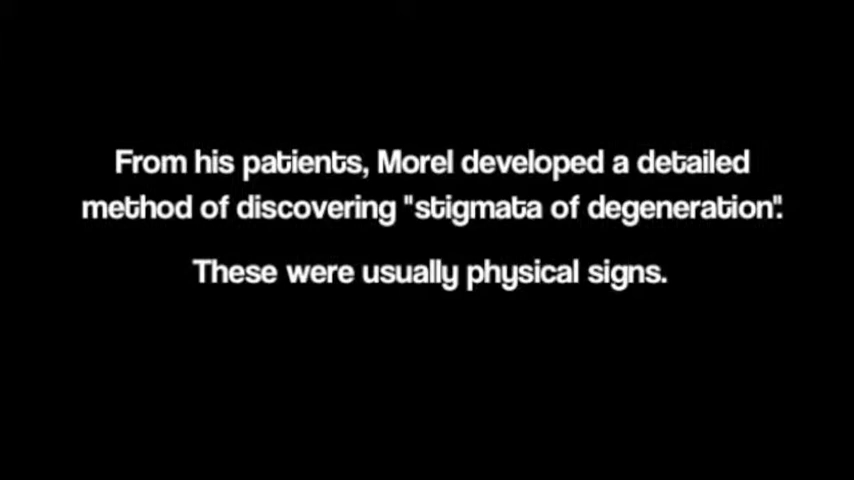 From his patients, Morel developed a detailed
method of discovering "stigmata of degeneration".
These were usually physical signs.